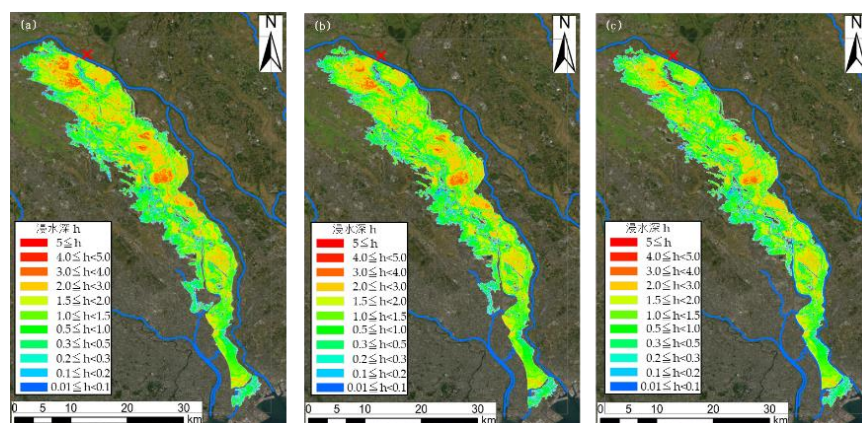 (a)
N
浸水深 h
5≦h
4.0≦h<5.0
3.0≦h<4.0
2.0≦h<3.0
1.5≦h<2.0
1.0≦h<1.5
0.5≦h<1.0
0.3≦h<0.5
0.2≦h<0.3
0.1≦h<0.2
0.01≦h<0.1
0 5 10 20 30
km
(b)
N
浸水深 h
5≦h
4.0≦h<5.0
3.0≦h<4.0
2.0≦h<3.0
1.5≦h<2.0
1.0≦h<1.5
0.5≦h<1.0
0.3≦h<0.5
0.2≦h<0.3
0.1≦h<0.2
0.01≦h<0.1
0 5 10 20 30
km
(c)
N
浸水深 h
5≦h
4.0≦h<5.0
3.0≦h<4.0
2.0≦h<3.0
1.5≦h<2.0
1.0≦h<1.5
0.5≦h<1.0
0.3≦h<0.5
0.2≦h<0.3
0.1≦h<0.2
0.01≦h<0.1
0 5 10 20 30
km